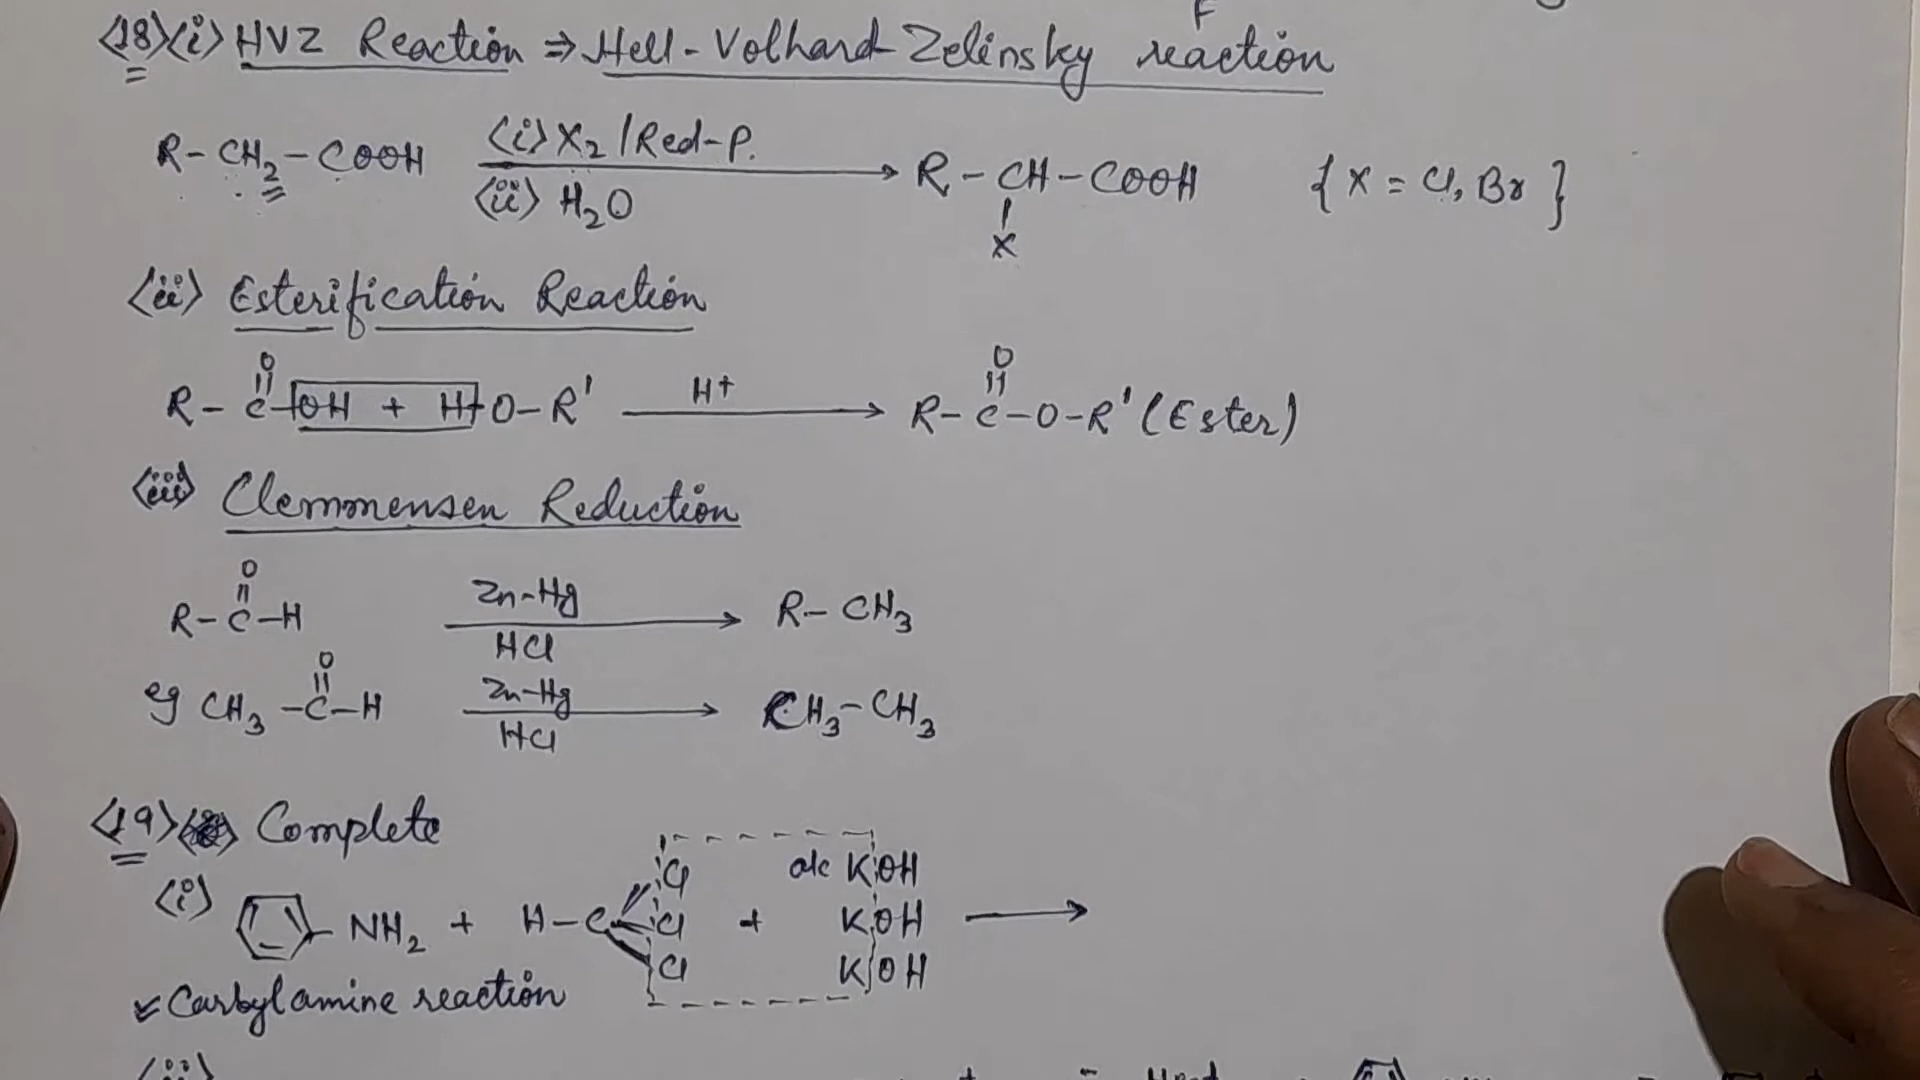 <18><i> HVZ Reaction ⇒ Hell-Volhard-Zelinsky reaction
R-CH₂-COOH <i> X₂ /Red-P. <ii> H₂O → R-CH-COOH {X = Cl, Br}
X
<ii> Esterification Reaction
O O
R-C-OH + H-O-R' H+ → R-C-O-R' (Ester)
<iii> Clemmensen Reduction
O
R-C-H Zn-Hg HCl → R-CH₃
O
eg CH₃-C-H Zn-Hg HCl → CH₃-CH₃
<19> Complete
Cl alc KOH
<i> NH₂ + H-C Cl + KOH →
Cl KOH
Carbylamine reaction
<ii>